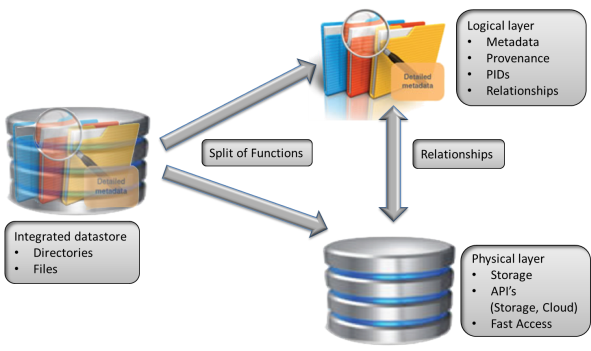 Logical layer
• Metadata
• Provenance
• PIDs
• Relationships
Detailed
metadata
Split of Functions
Relationships
Detailed
metadata
Integrated datastore
• Directories
• Files
Physical layer
• Storage
• API's
(Storage, Cloud)
• Fast Access